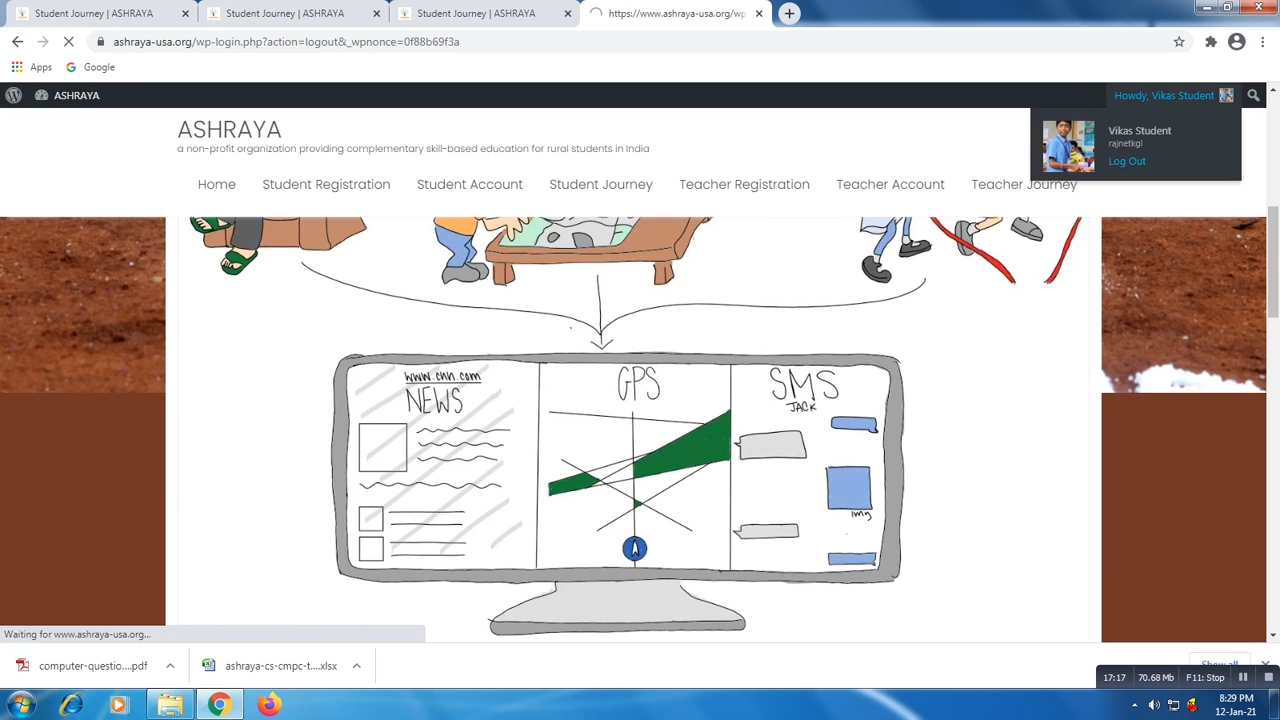 Student Journey | ASHRAYA
Student Journey | ASHRAYA
Student Journey | ASHRAYA
https://www.ashraya-usa.org/wp
ashraya-usa.org/wp-login.php?action=logout&_wpnonce=0f88b69f3a
Apps
Google
ASHRAYA
Howdy, Vikas Student
Vikas Student
rajnetkgl
Log Out
ASHRAYA
a non-profit organization providing complementary skill-based education for rural students in India
Home
Student Registration
Student Account
Student Journey
Teacher Registration
Teacher Account
Teacher Journey
www.cnn.com
NEWS
GPS
SMS
JACK
img
Waiting for www.ashraya-usa.org...
computer-questio....pdf
ashraya-cs-cmpc-t....xlsx
Show all
17:17
70.68 Mb
F11: Stop
8:29 PM
12-Jan-21